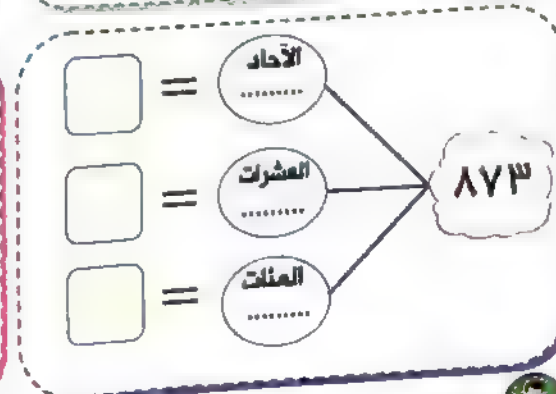 الآحاد
.........
=
٨٧٣
العشرات
.........
=
المئات
.........
=